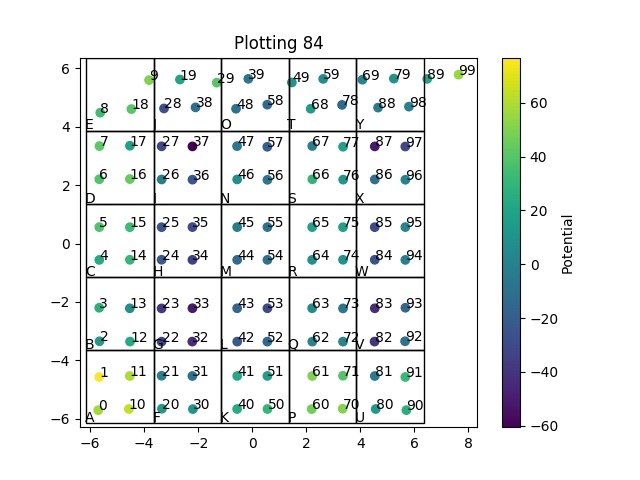 Plotting 84
9 19 29 39 49 59 69 79 89 99
8 18 28 38 48 58 68 78 88 98
E J O T Y
7 17 27 37 47 57 67 77 87 97
6 16 26 36 46 56 66 76 86 96
D I N S X
5 15 25 35 45 55 65 75 85 95
4 14 24 34 44 54 64 74 84 94
C H M R W
3 13 23 33 43 53 63 73 83 93
2 12 22 32 42 52 62 72 82 92
B G L Q V
1 11 21 31 41 51 61 71 81 91
0 10 20 30 40 50 60 70 80 90
A F K P U
6
4
2
0
−2
−4
−6
−6 −4 −2 0 2 4 6 8
60
40
20
0
−20
−40
−60
Potential